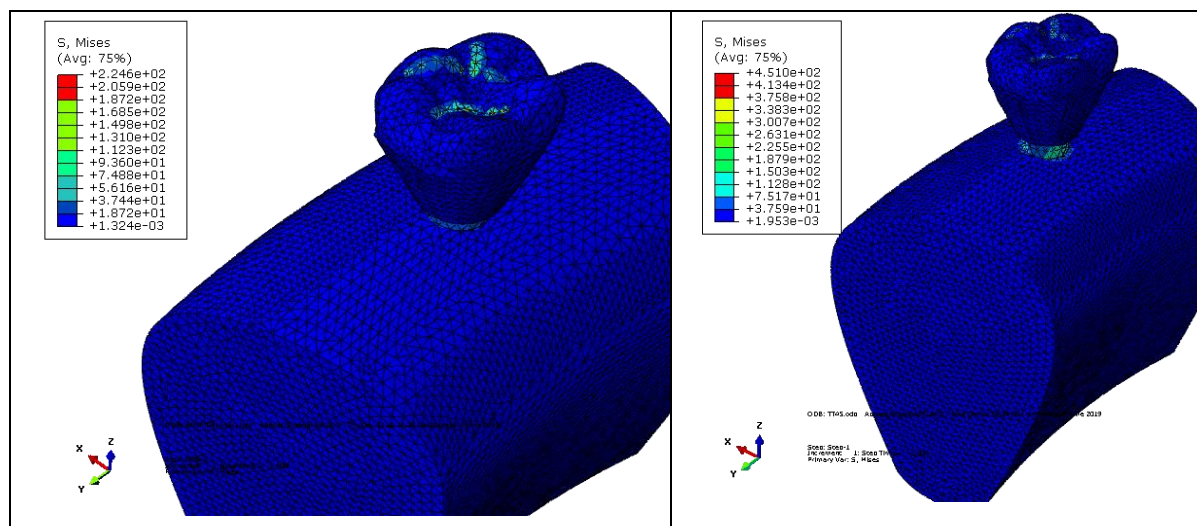 S, Mises
(Avg: 75%)
+2.246e+02
+2.059e+02
+1.872e+02
+1.685e+02
+1.498e+02
+1.310e+02
+1.123e+02
+9.360e+01
+7.488e+01
+5.616e+01
+3.744e+01
+1.872e+01
+1.324e-03
X
Z
Y
S, Mises
(Avg: 75%)
+4.510e+02
+4.134e+02
+3.758e+02
+3.383e+02
+3.007e+02
+2.631e+02
+2.255e+02
+1.879e+02
+1.503e+02
+1.128e+02
+7.517e+01
+3.759e+01
+1.953e-03
ODB: 2019
Step: Step-1
Increment 1: Step
Primary Var: S, Mises
X
Z
Y